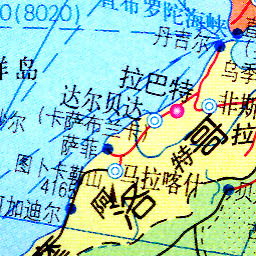 0(8020)
直布罗陀海峡
丹吉尔
羊岛
拉巴特
乌季
达尔贝达
(卡萨布兰卡
非斯
尔
萨菲
哥
拉
特
图卜卡勒山
4165
马拉喀什
阿
洛
加迪尔
摩